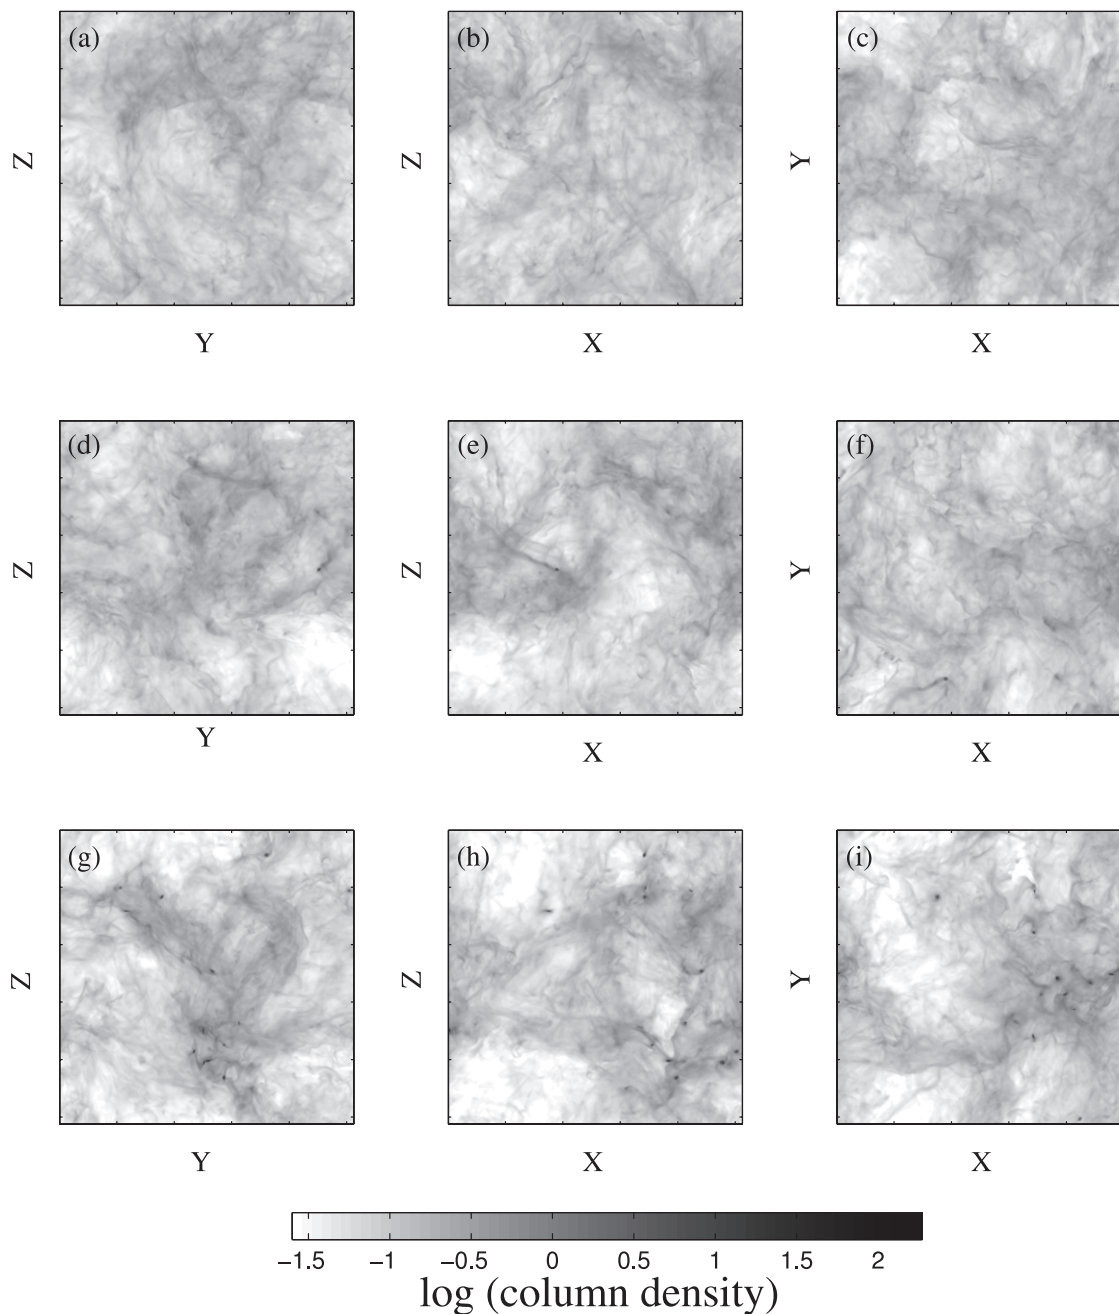 (a) (b) (c)
Z Z Y
Y X X
(d) (e) (f)
Z Z Y
Y X X
(g) (h) (i)
Z Z Y
Y X X
−1.5 −1 −0.5 0 0.5 1 1.5 2
log (column density)